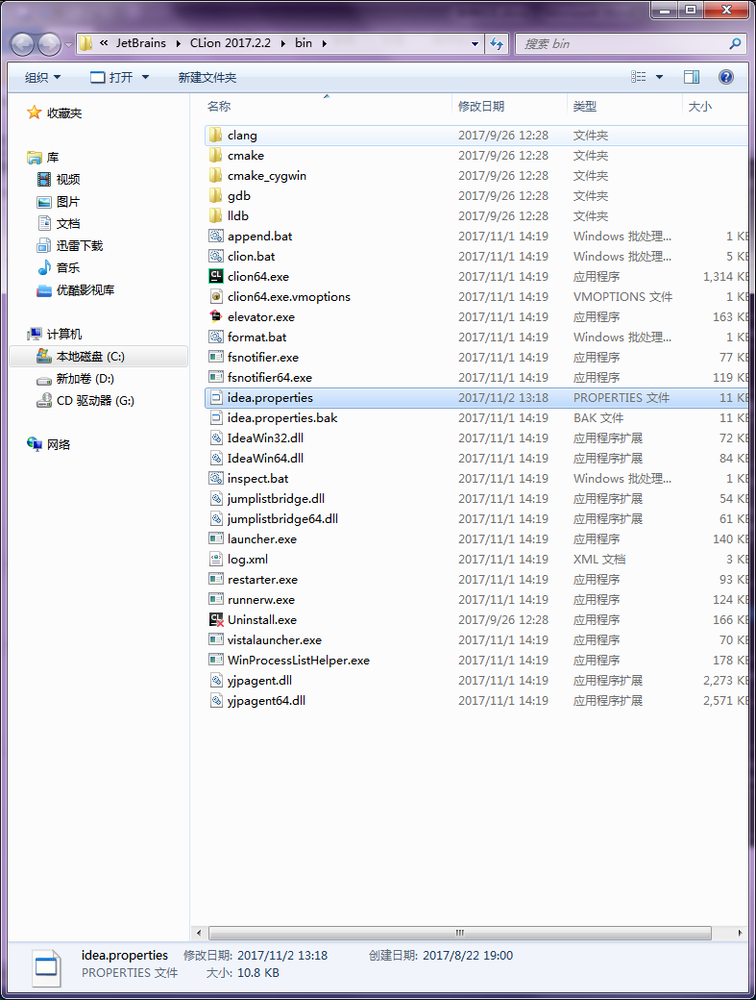 « JetBrains ▸ CLion 2017.2.2 ▸ bin ▸
搜索 bin
组织 打开 新建文件夹
收藏夹
库
视频
图片
文档
迅雷下载
音乐
优酷影视库
计算机
本地磁盘 (C:)
新加卷 (D:)
CD 驱动器 (G:)
网络
名称 修改日期 类型 大小
clang 2017/9/26 12:28 文件夹
cmake 2017/9/26 12:28 文件夹
cmake_cygwin 2017/9/26 12:28 文件夹
gdb 2017/9/26 12:28 文件夹
lldb 2017/9/26 12:28 文件夹
append.bat 2017/11/1 14:19 Windows 批处理... 1 KB
clion.bat 2017/11/1 14:19 Windows 批处理... 5 KB
clion64.exe 2017/11/1 14:19 应用程序 1,314 KB
clion64.exe.vmoptions 2017/11/1 14:19 VMOPTIONS 文件 1 KB
elevator.exe 2017/11/1 14:19 应用程序 163 KB
format.bat 2017/11/1 14:19 Windows 批处理... 1 KB
fsnotifier.exe 2017/11/1 14:19 应用程序 77 KB
fsnotifier64.exe 2017/11/1 14:19 应用程序 119 KB
idea.properties 2017/11/2 13:18 PROPERTIES 文件 11 KB
idea.properties.bak 2017/11/1 14:19 BAK 文件 11 KB
IdeaWin32.dll 2017/11/1 14:19 应用程序扩展 72 KB
IdeaWin64.dll 2017/11/1 14:19 应用程序扩展 84 KB
inspect.bat 2017/11/1 14:19 Windows 批处理... 1 KB
jumplistbridge.dll 2017/11/1 14:19 应用程序扩展 54 KB
jumplistbridge64.dll 2017/11/1 14:19 应用程序扩展 61 KB
launcher.exe 2017/11/1 14:19 应用程序 140 KB
log.xml 2017/11/1 14:19 XML 文档 3 KB
restarter.exe 2017/11/1 14:19 应用程序 93 KB
runnerw.exe 2017/11/1 14:19 应用程序 124 KB
Uninstall.exe 2017/9/26 12:28 应用程序 166 KB
vistalauncher.exe 2017/11/1 14:19 应用程序 70 KB
WinProcessListHelper.exe 2017/11/1 14:19 应用程序 178 KB
yjpagent.dll 2017/11/1 14:19 应用程序扩展 2,273 KB
yjpagent64.dll 2017/11/1 14:19 应用程序扩展 2,571 KB
idea.properties 修改日期: 2017/11/2 13:18 创建日期: 2017/8/22 19:00
PROPERTIES 文件 大小: 10.8 KB